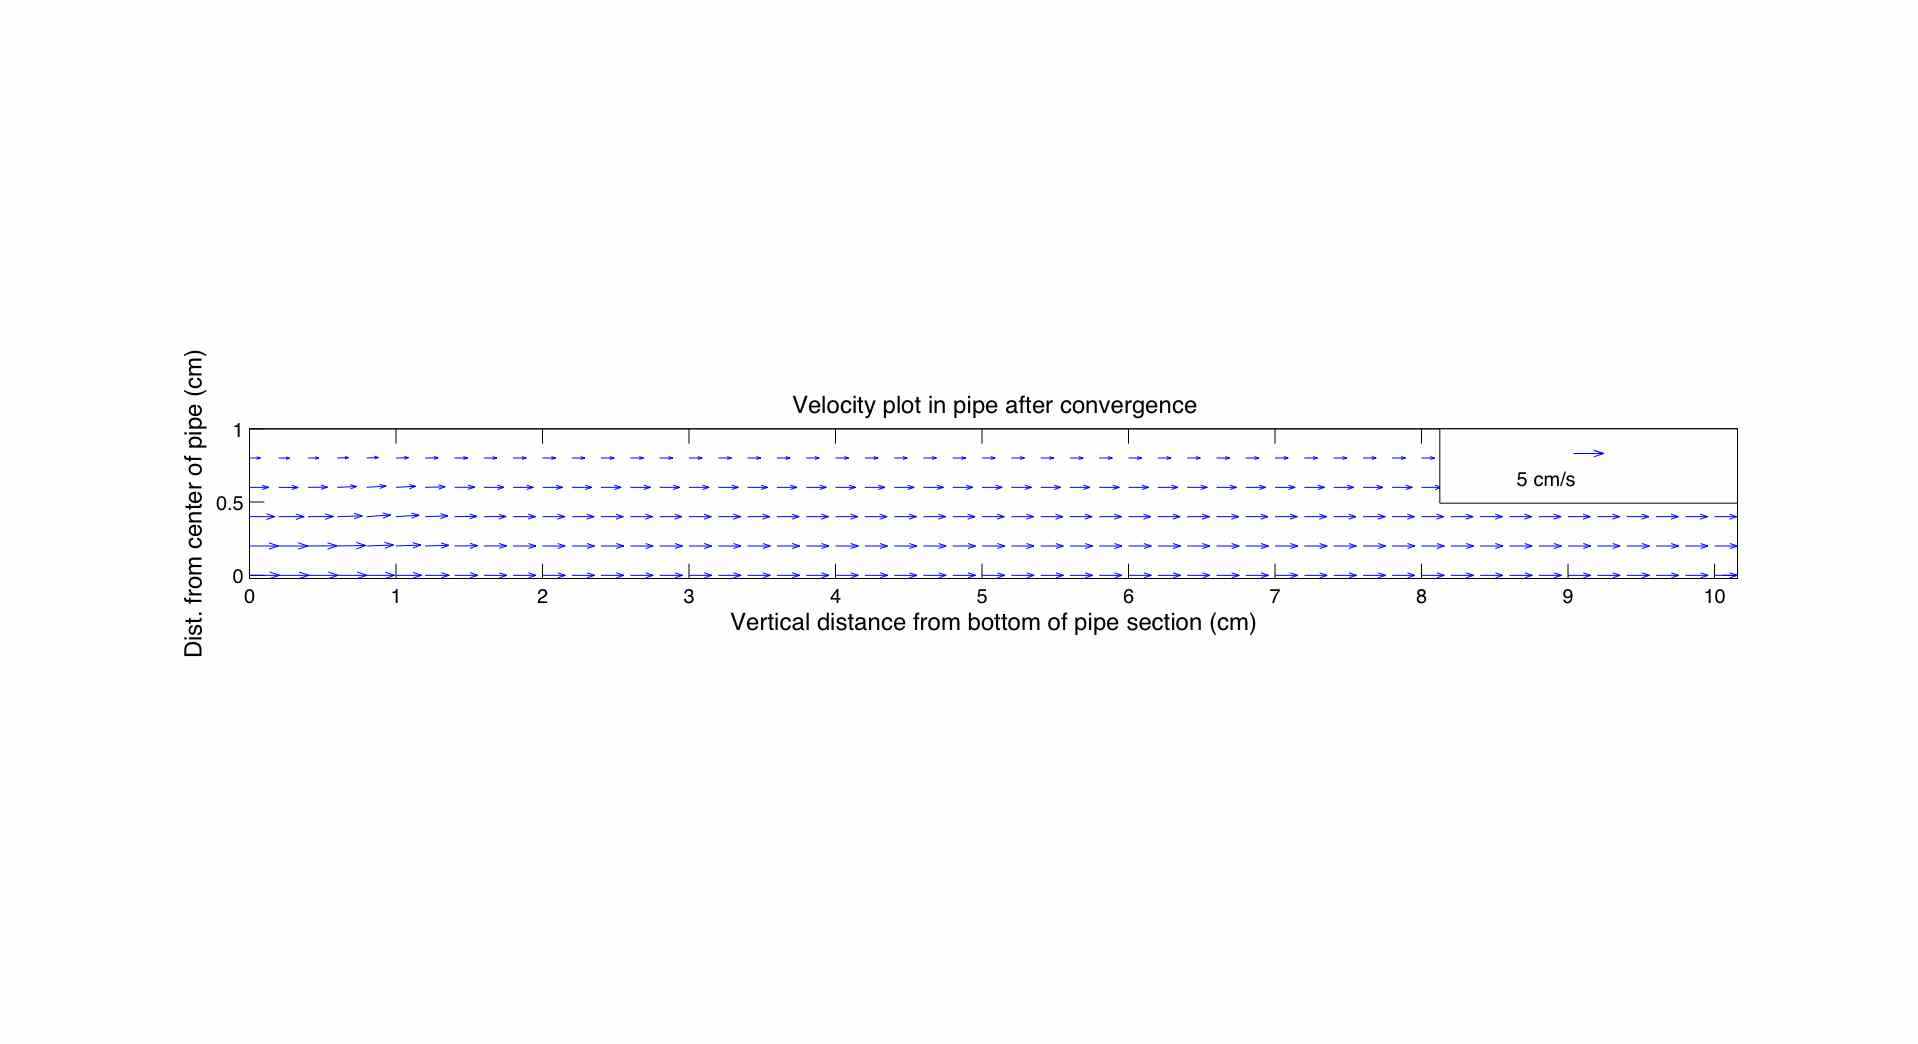 Velocity plot in pipe after convergence
Dist. from center of pipe (cm)
1
0.5
0
5 cm/s
0 1 2 3 4 5 6 7 8 9 10
Vertical distance from bottom of pipe section (cm)